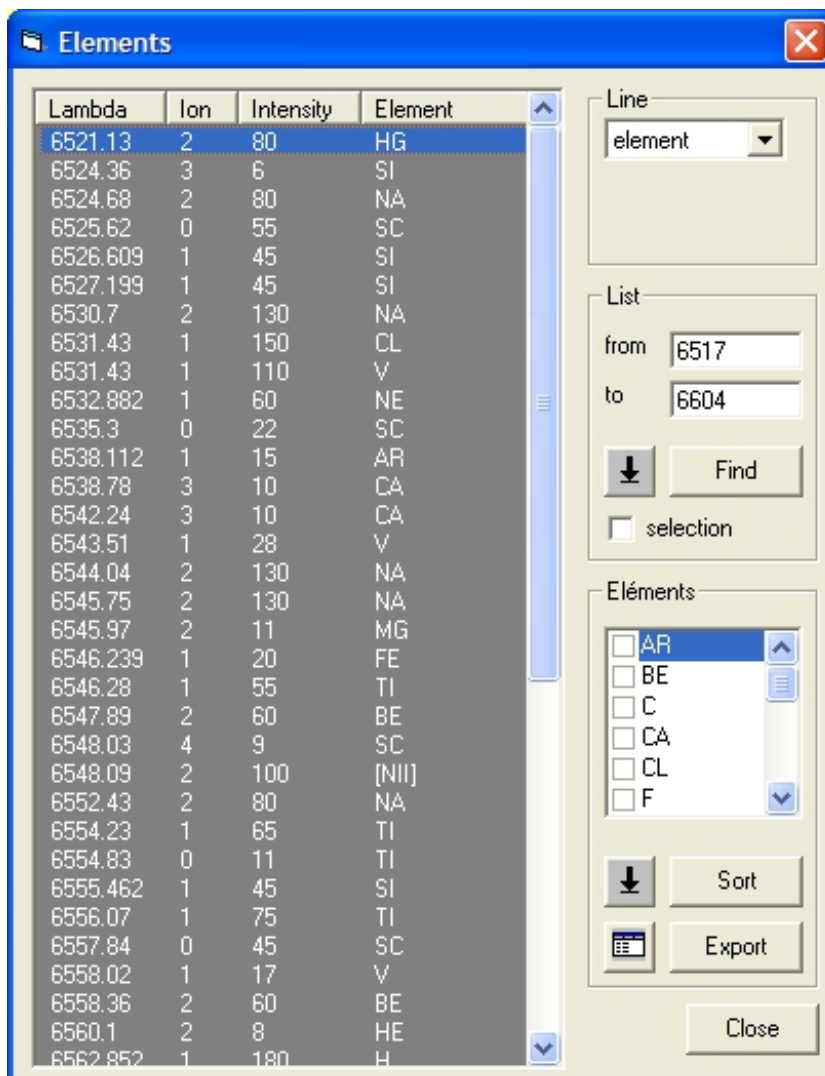 Elements
Lambda Ion Intensity Element
6521.13 2 80 HG
6524.36 3 6 SI
6524.68 2 80 NA
6525.62 0 55 SC
6526.609 1 45 SI
6527.199 1 45 SI
6530.7 2 130 NA
6531.43 1 150 CL
6531.43 1 110 V
6532.882 1 60 NE
6535.3 0 22 SC
6538.112 1 15 AR
6538.78 3 10 CA
6542.24 3 10 CA
6543.51 1 28 V
6544.04 2 130 NA
6545.75 2 130 NA
6545.97 2 11 MG
6546.239 1 20 FE
6546.28 1 55 TI
6547.89 2 60 BE
6548.03 4 9 SC
6548.09 2 100 [NII]
6552.43 2 80 NA
6554.23 1 65 TI
6554.83 0 11 TI
6555.462 1 45 SI
6556.07 1 75 TI
6557.84 0 45 SC
6558.02 1 17 V
6558.36 2 60 BE
6560.1 2 8 HE
6562.852 1 180 H
Line
element
List
from 6517
to 6604
Find
selection
Eléments
AR
BE
C
CA
CL
F
Sort
Export
Close